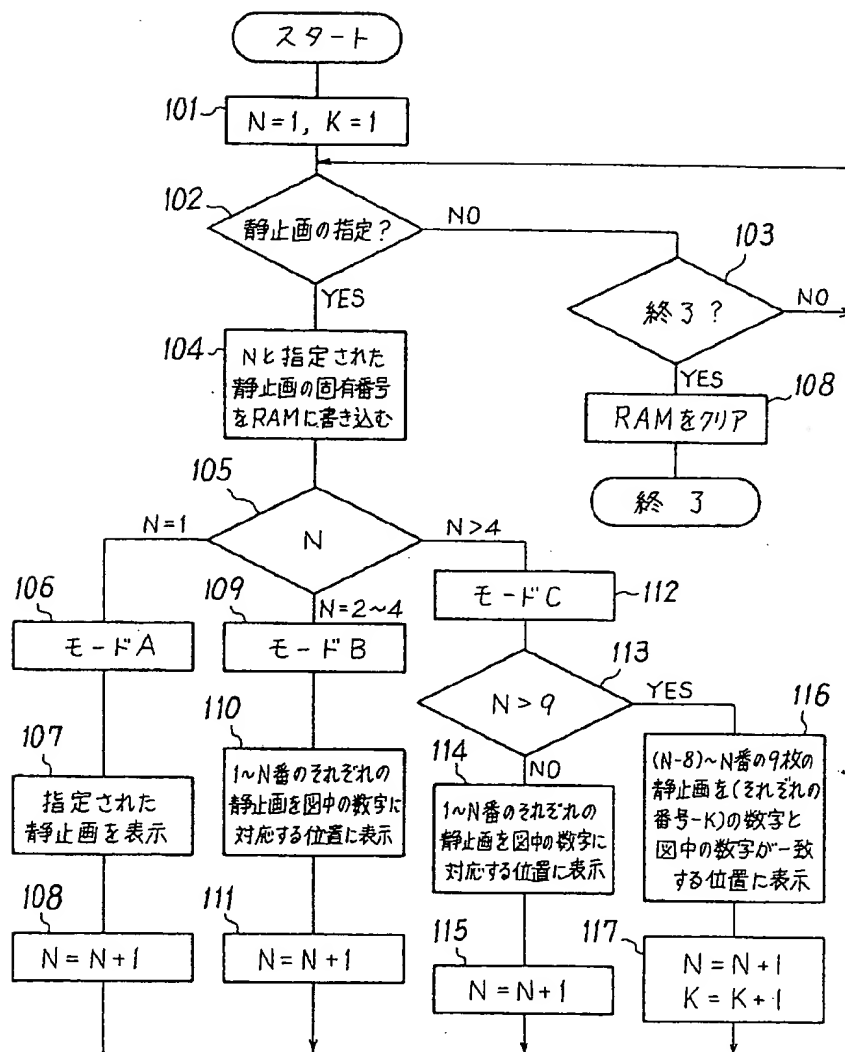 スタート
101
N=1, K=1
102
静止画の指定?
NO
YES
103
終了?
NO
YES
104
Nと指定された
静止画の固有番号
をRAMに書き込む
108
RAMをクリア
終了
105
N
N=1
N=2~4
N>4
106
モードA
109
モードB
モードC
112
113
N>9
YES
NO
107
指定された
静止画を表示
110
1~N番のそれぞれの
静止画を図中の数字に
対応する位置に表示
114
1~N番のそれぞれの
静止画を図中の数字に
対応する位置に表示
116
(N-8)~N番の9枚の
静止画を(それぞれの
番号-K)の数字と
図中の数字が一致
する位置に表示
108
N=N+1
111
N=N+1
115
N=N+1
117
N=N+1
K=K+1